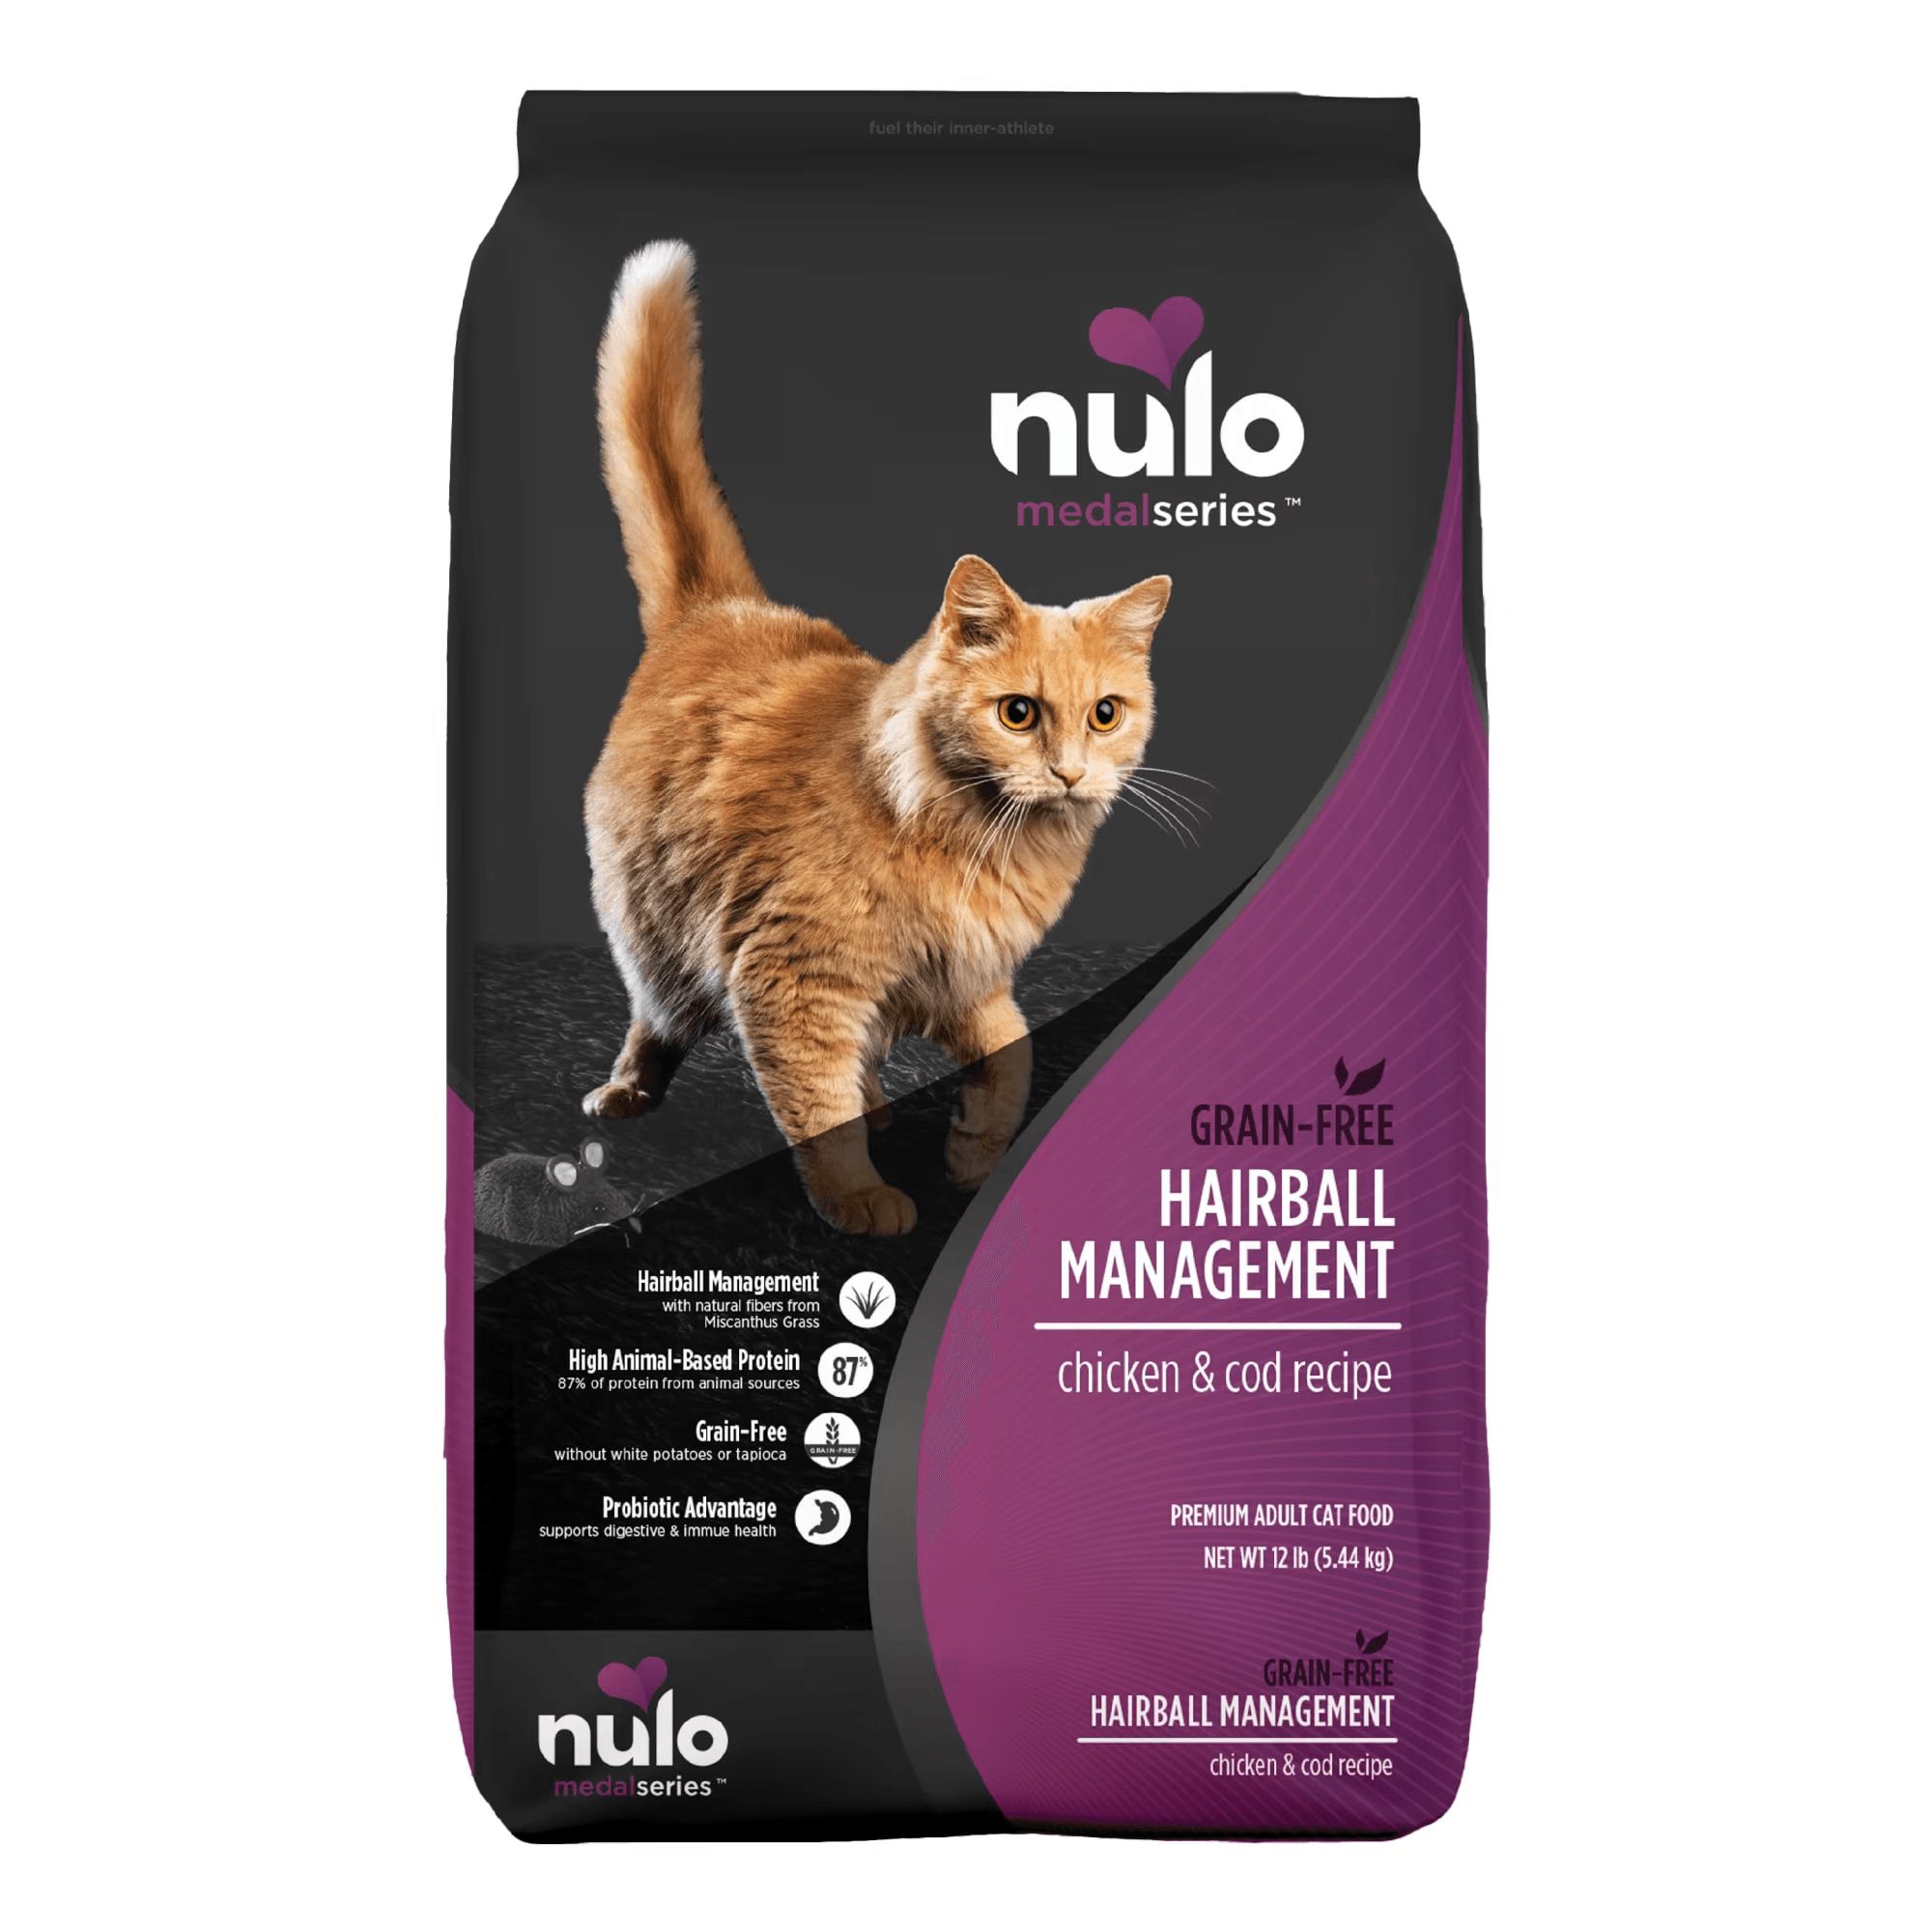 fuel their inner-athlete
nulo
medalseries™
GRAIN-FREE
HAIRBALL
MANAGEMENT
chicken & cod recipe
Hairball Management
with natural fibers from
Miscanthus Grass
High Animal-Based Protein
87% of protein from animal sources
87%
Grain-Free
without white potatoes or tapioca
GRAIN-FREE
Probiotic Advantage
supports digestive & immue health
PREMIUM ADULT CAT FOOD
NET WT 12 lb (5.44 kg)
nulo
medalseries™
GRAIN-FREE
HAIRBALL MANAGEMENT
chicken & cod recipe